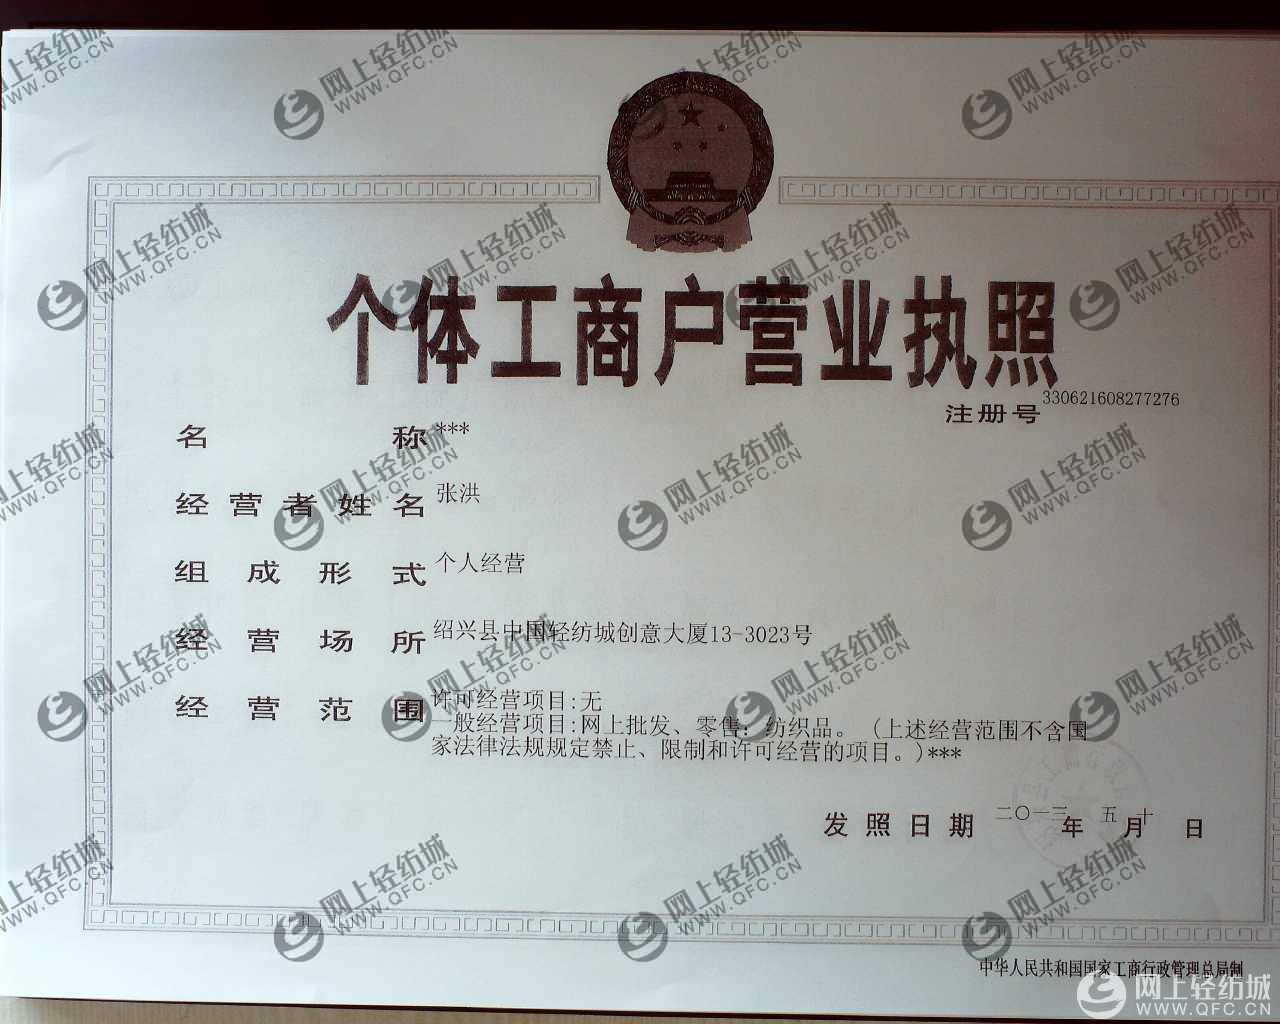 个体工商户营业执照
注册号 330621608277276
名称 ***
经营者姓名 张洪
组成形式 个人经营
经营场所 绍兴县中国轻纺城创意大厦13-3023号
经营范围 许可经营项目:无
一般经营项目:网上批发、零售: 纺织品。 (上述经营范围不含国
家法律法规规定禁止、限制和许可经营的项目。)***
发照日期 二〇一三年五月十日
中华人民共和国国家工商行政管理总局制
网上轻纺城
WWW.QFC.CN